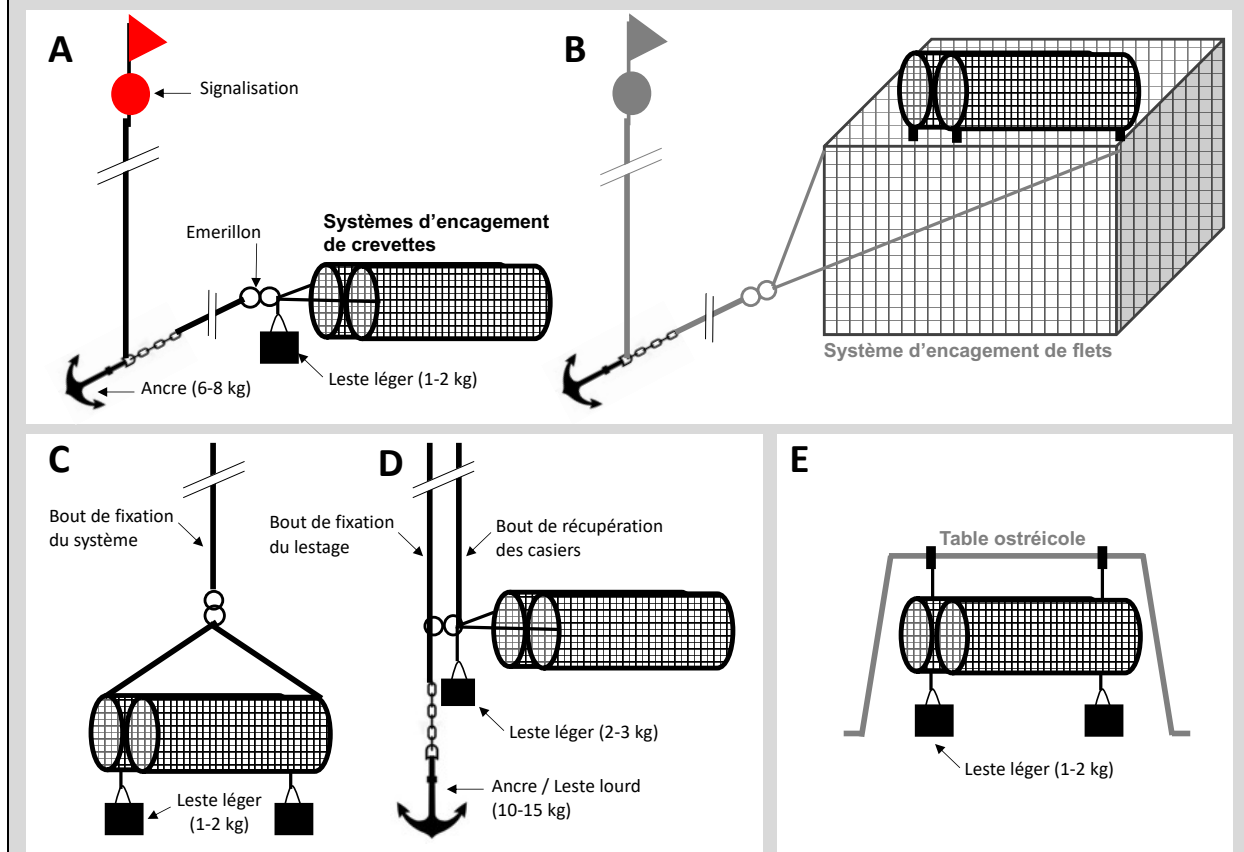 A
Signalisation
Emerillon
Systèmes d’encagement
de crevettes
Leste léger (1-2 kg)
Ancre (6-8 kg)
B
Système d’encagement de flets
C
Bout de fixation
du système
Leste léger
(1-2 kg)
D
Bout de fixation
du lestage
Bout de récupération
des casiers
Leste léger (2-3 kg)
Ancre / Leste lourd
(10-15 kg)
E
Table ostréicole
Leste léger (1-2 kg)